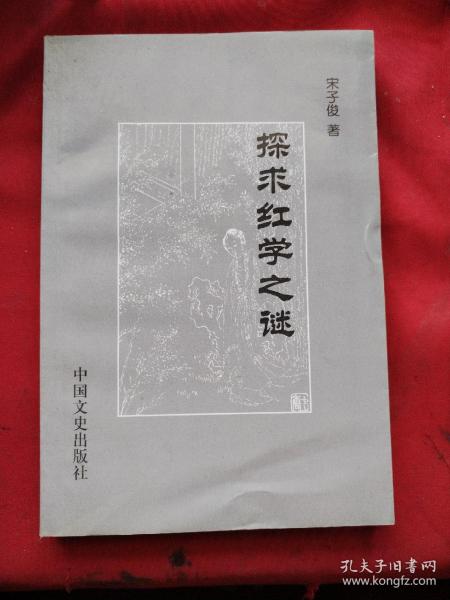 宋子俊 著
探求红学之谜
中国文史出版社
孔夫子旧书网
www.kongfz.com